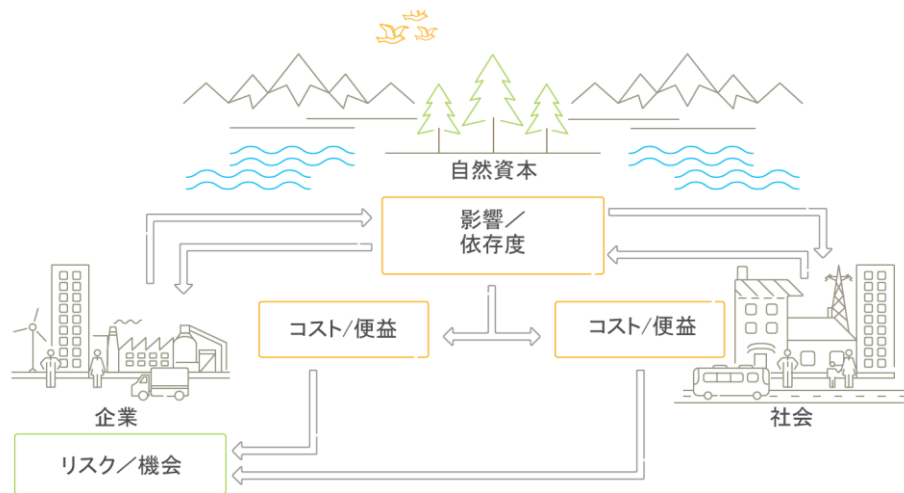 自然資本
影響／
依存度
コスト/便益
コスト/便益
企業
社会
リスク／機会